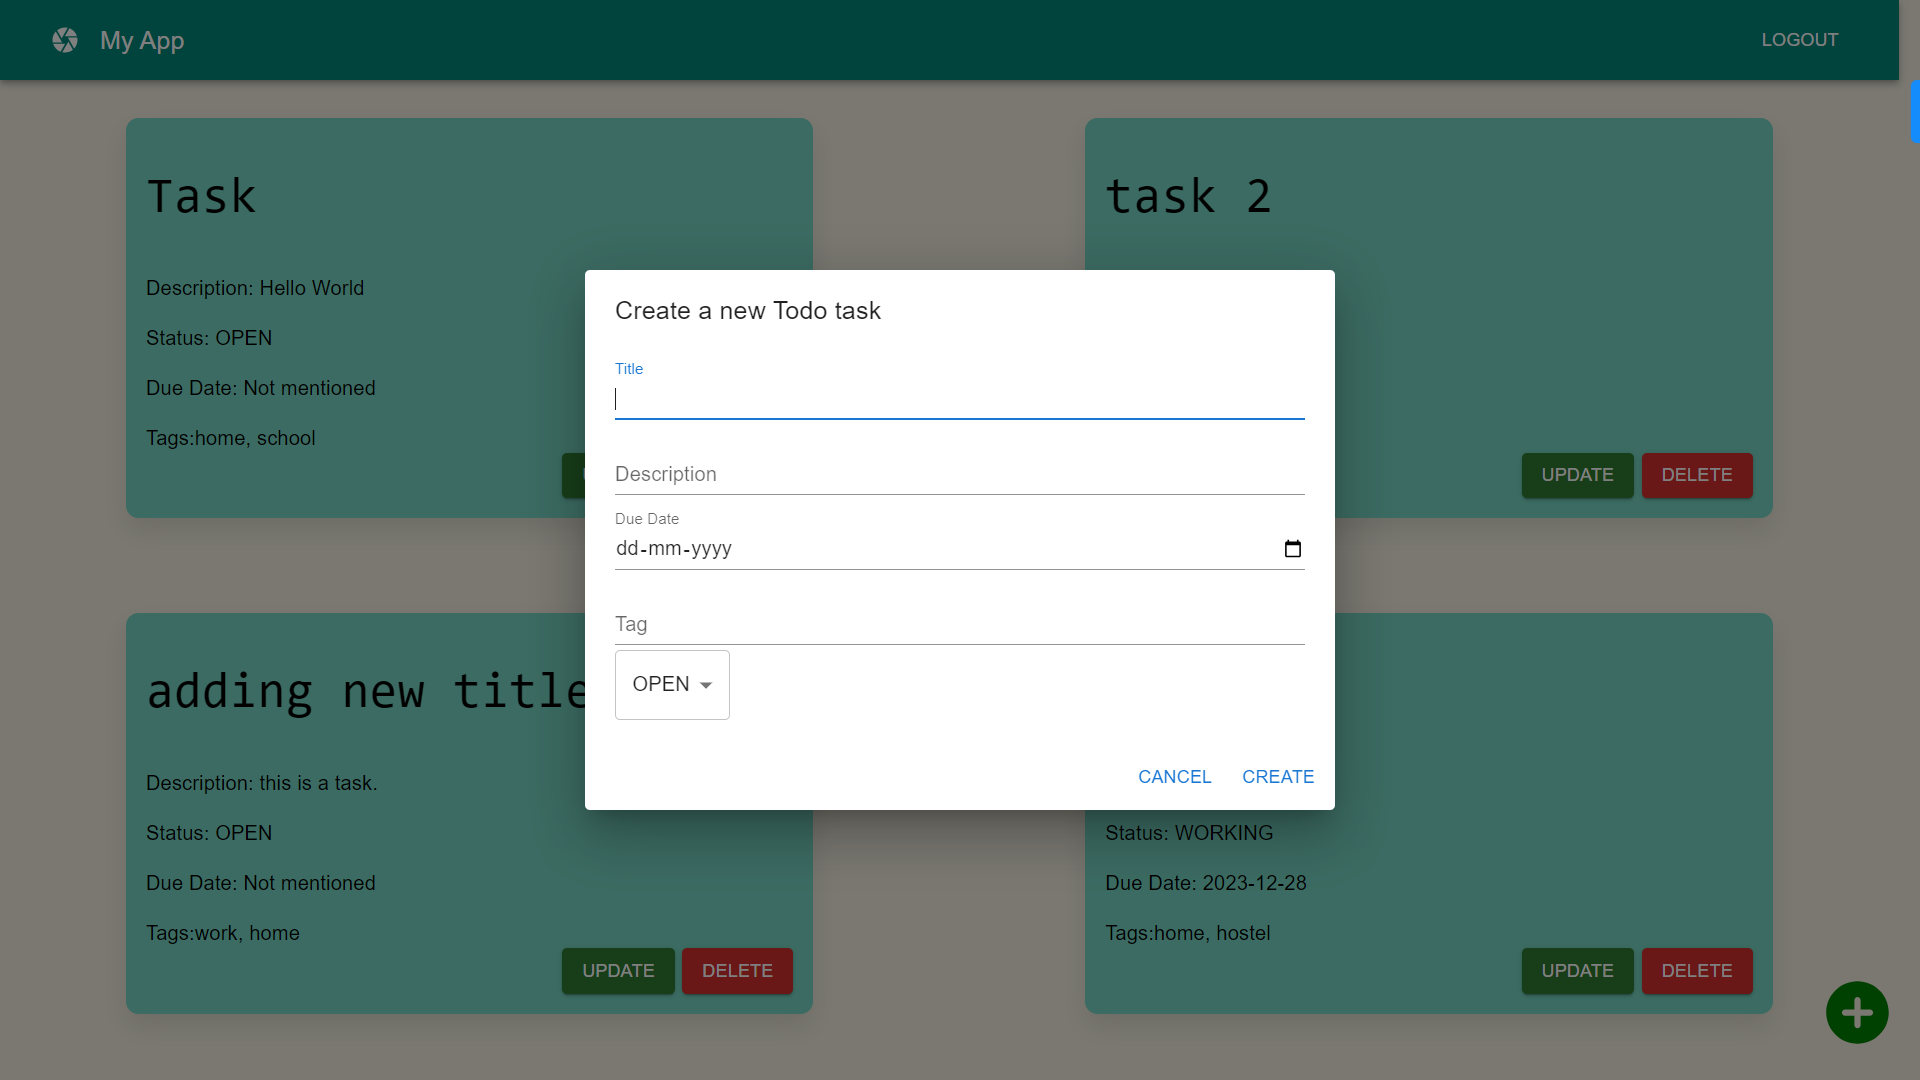 My App
LOGOUT
Task
Description: Hello World
Status: OPEN
Due Date: Not mentioned
Tags:home, school
task 2
UPDATE DELETE
Create a new Todo task
Title
Description
Due Date
dd-mm-yyyy
Tag
OPEN
CANCEL CREATE
adding new title
Description: this is a task.
Status: OPEN
Due Date: Not mentioned
Tags:work, home
UPDATE DELETE
Status: WORKING
Due Date: 2023-12-28
Tags:home, hostel
UPDATE DELETE